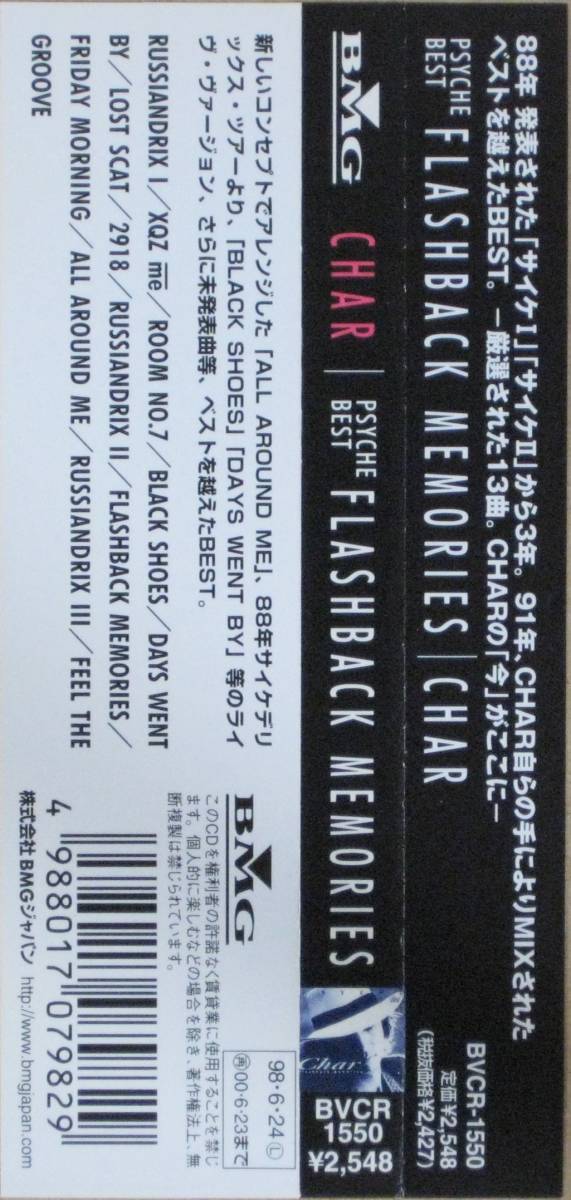 88年 発表された「サイケⅠ」「サイケⅡ」から3年。91年、CHAR自らの手によりMIXされた
ベストを越えたBEST。―厳選された13曲。CHARの「今」がここに―
PSYCHE
BEST
FLASHBACK MEMORIES|CHAR
BVCR-1550
定価¥2,548
(税抜価格¥2,427)
BMG
CHAR
PSYCHE
BEST
FLASHBACK MEMORIES
Char
BVCR
1550
¥2,548
新しいコンセプトでアレンジした「ALL AROUND ME」、88年サイケデリ
ックス・ツアーより、「BLACK SHOES」「DAYS WENT BY」等のライ
ヴ・ヴァージョン、さらに未発表曲等、ベストを越えたBEST。
RUSSIANDRIX I/XQZ me/ROOM NO.7/BLACK SHOES/DAYS WENT
BY/LOST SCAT/2918/RUSSIANDRIX II/FLASHBACK MEMORIES/
FRIDAY MORNING/ALL AROUND ME/RUSSIANDRIX III/FEEL THE
GROOVE
BMG
このCDを権利者の許諾なく賃貸業に使用することを禁じ
ます。個人的に楽しむなどの場合を除き、著作権法上、無
断複製は禁じられています。
98・6・24Ⓛ
㋐00・6・23まで
4 988017 079829
株式会社BMGジャパン http://www.bmgjapan.com